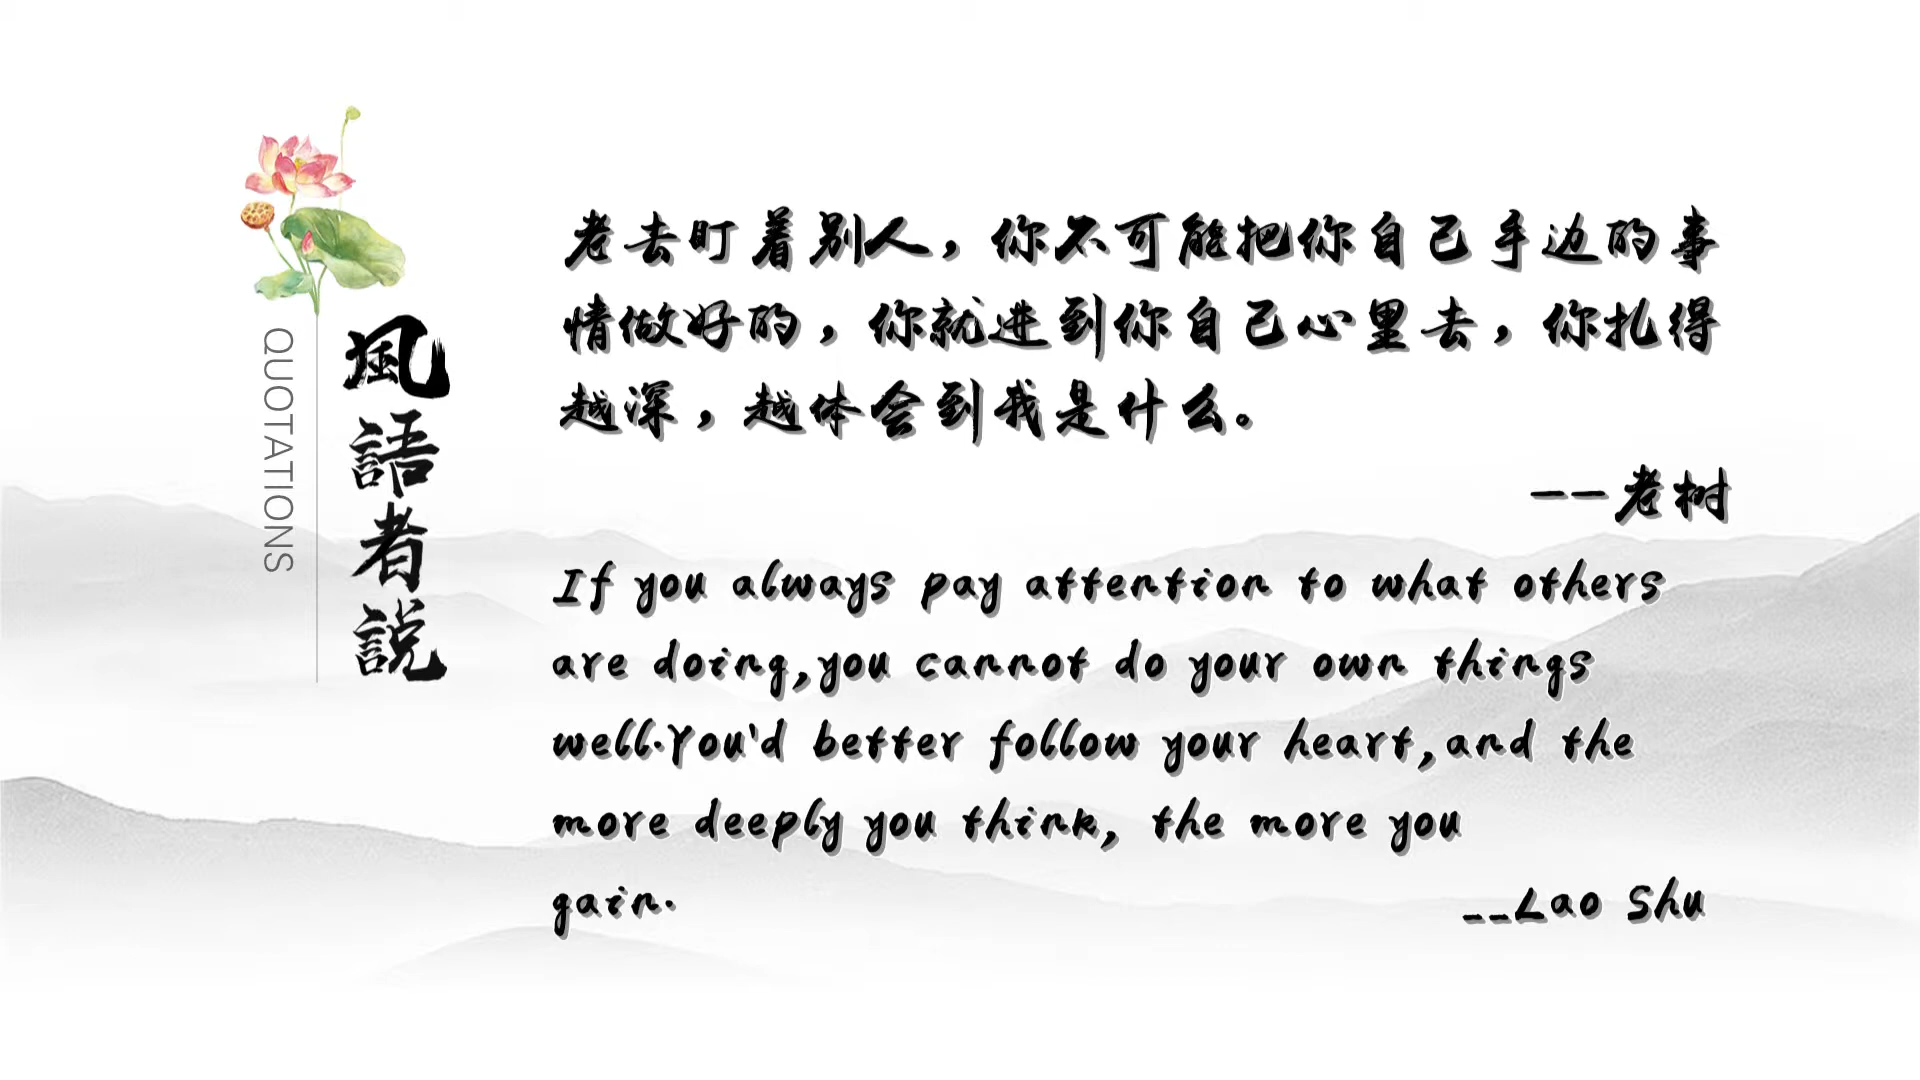 風語者説
QUOTATIONS
老去盯着别人，你不可能把你自己手边的事
情做好的，你就进到你自己心里去，你扎得
越深，越体会到我是什么。
--老树
If you always pay attention to what others
are doing,you cannot do your own things
well.You'd better follow your heart,and the
more deeply you think, the more you
gain. __Lao Shu